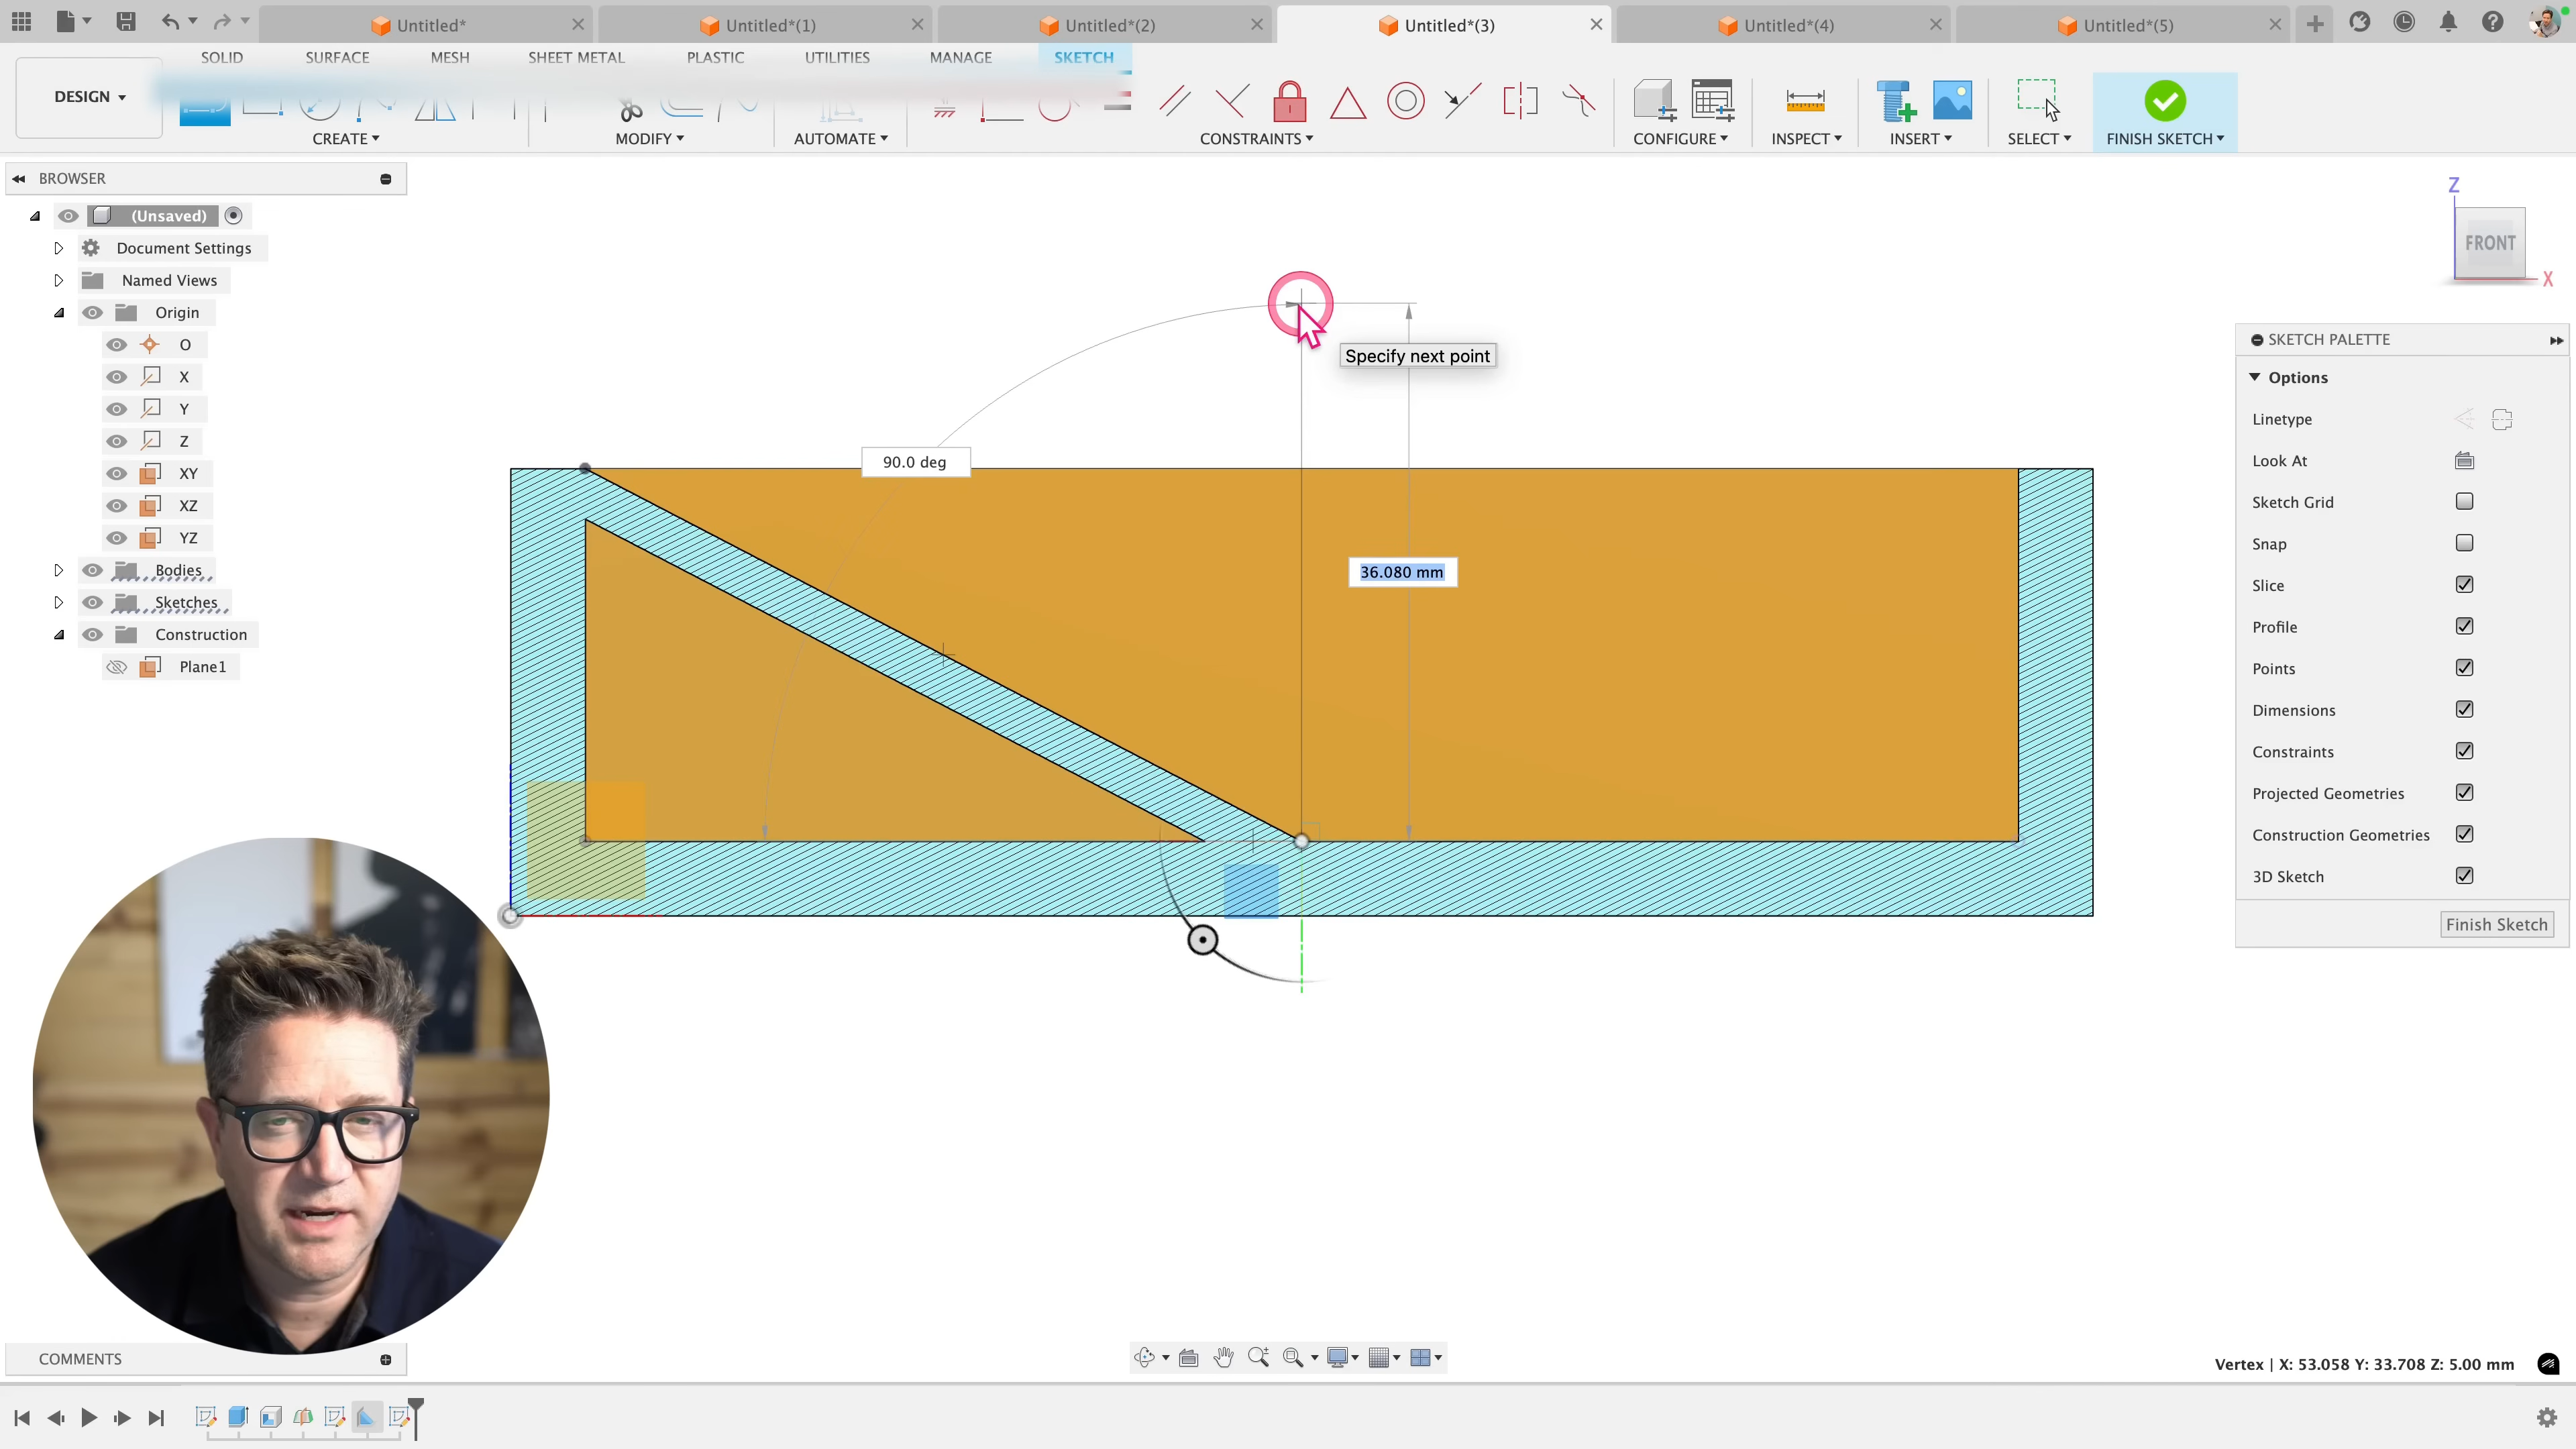 Untitled* Untitled*(1) Untitled*(2) Untitled*(3) Untitled*(4) Untitled*(5)
SOLID SURFACE MESH SHEET METAL PLASTIC UTILITIES MANAGE SKETCH
DESIGN
CREATE MODIFY AUTOMATE CONSTRAINTS CONFIGURE INSPECT INSERT SELECT FINISH SKETCH
BROWSER
(Unsaved)
Document Settings
Named Views
Origin
O
X
Y
Z
XY
XZ
YZ
Bodies
Sketches
Construction
Plane1
Z
FRONT
X
Specify next point
90.0 deg
36.080 mm
SKETCH PALETTE
Options
Linetype
Look At
Sketch Grid
Snap
Slice
Profile
Points
Dimensions
Constraints
Projected Geometries
Construction Geometries
3D Sketch
Finish Sketch
COMMENTS
Vertex | X: 53.058 Y: 33.708 Z: 5.00 mm